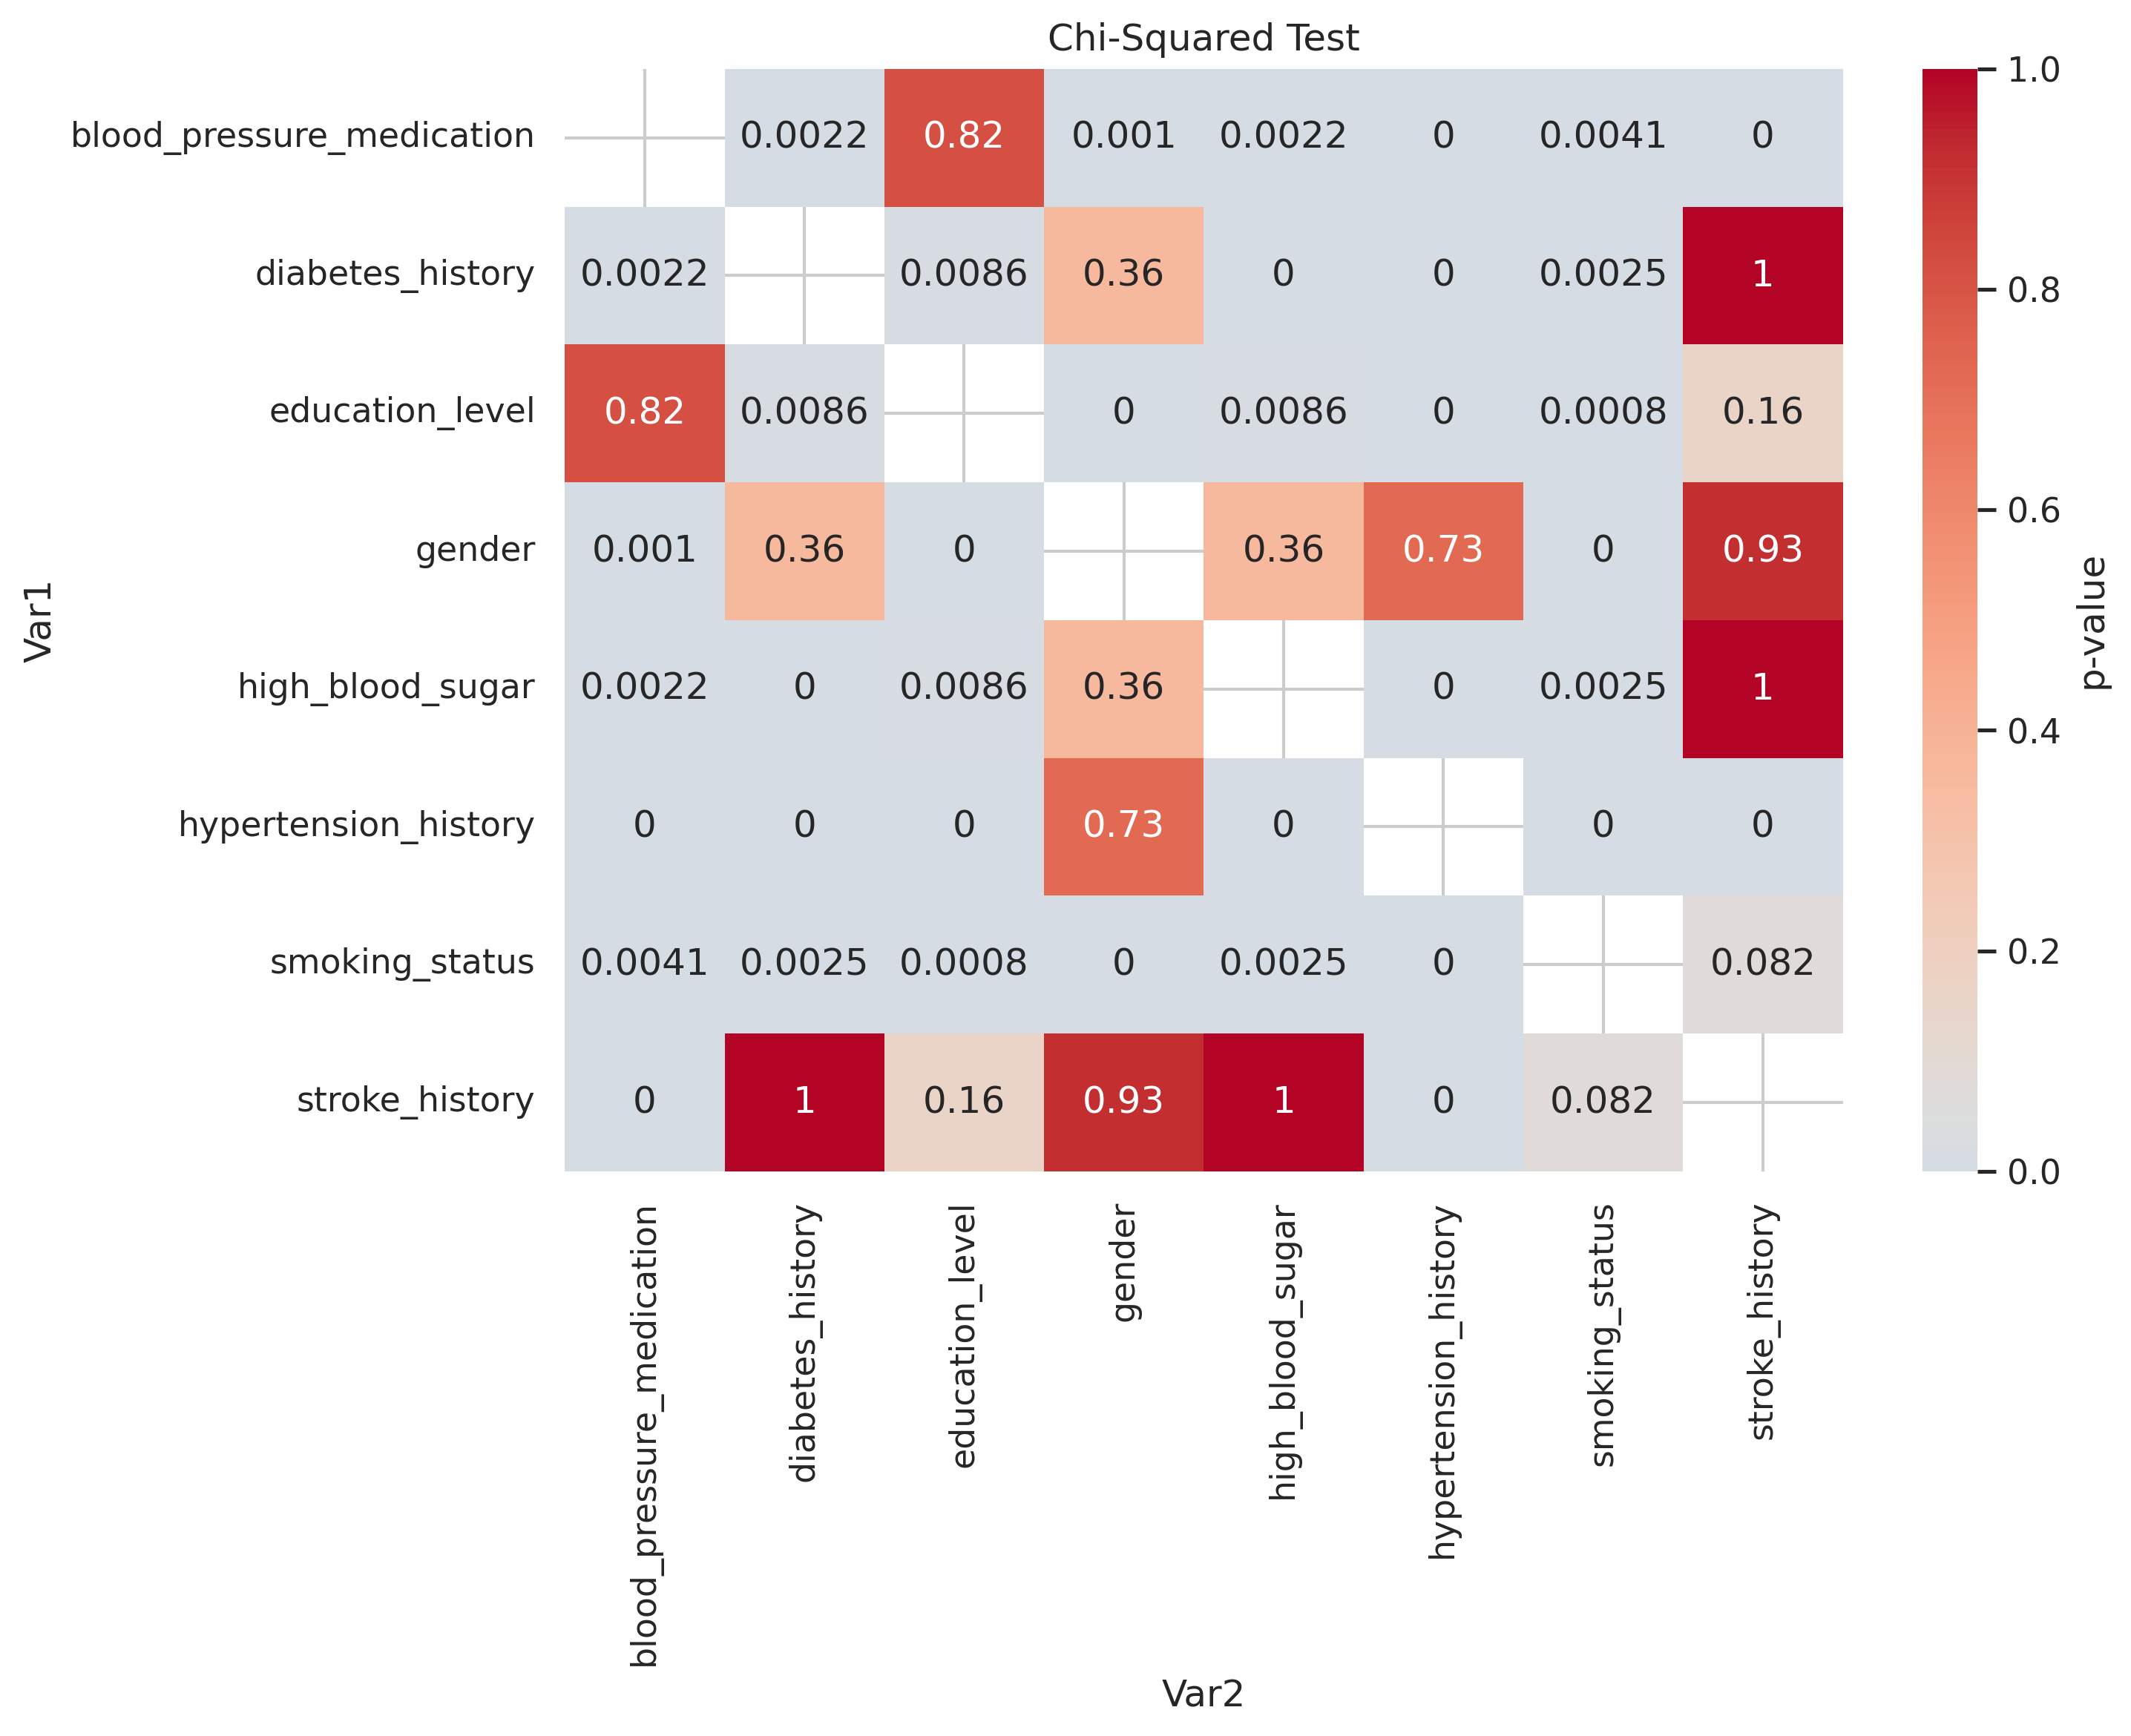 Chi-Squared Test
blood_pressure_medication 0.0022 0.82 0.001 0.0022 0 0.0041 0
diabetes_history 0.0022 0.0086 0.36 0 0 0.0025 1
education_level 0.82 0.0086 0 0.0086 0 0.0008 0.16
gender 0.001 0.36 0 0.36 0.73 0 0.93
high_blood_sugar 0.0022 0 0.0086 0.36 0 0.0025 1
hypertension_history 0 0 0 0.73 0 0 0
smoking_status 0.0041 0.0025 0.0008 0 0.0025 0 0.082
stroke_history 0 1 0.16 0.93 1 0 0.082
Var1
blood_pressure_medication
diabetes_history
education_level
gender
high_blood_sugar
hypertension_history
smoking_status
stroke_history
Var2
1.0
0.8
0.6
0.4
0.2
0.0
p-value